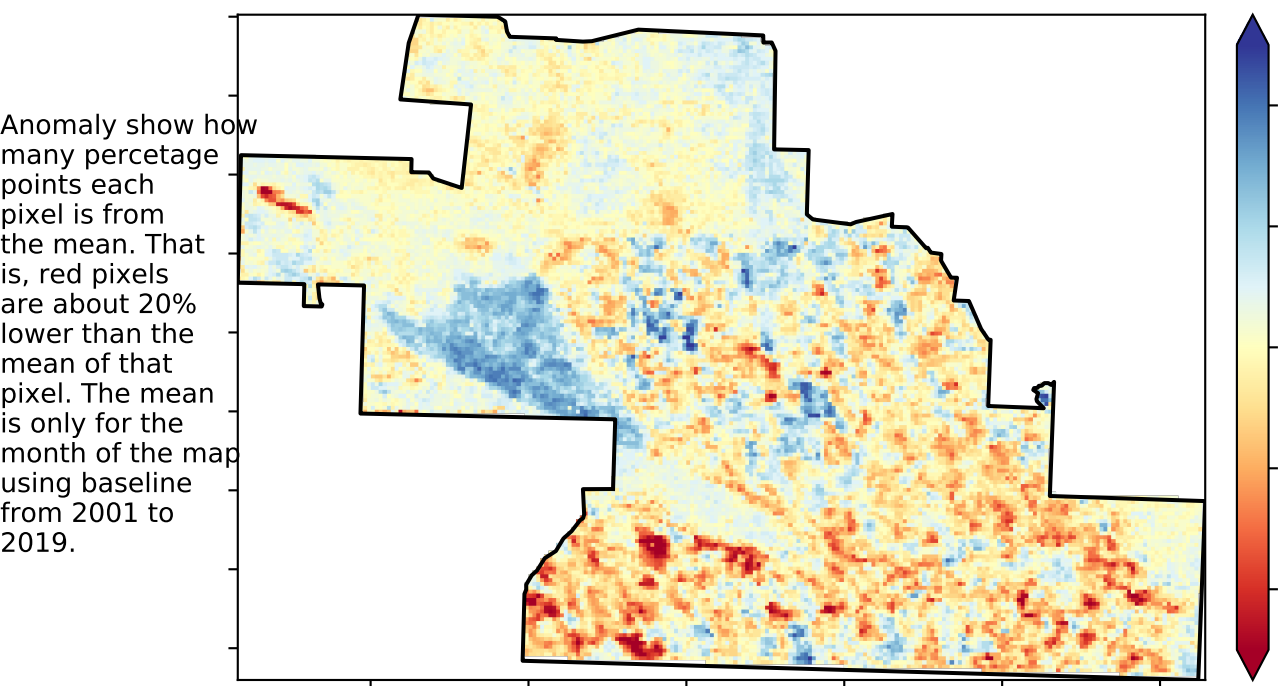 Anomaly show how
many percetage
points each
pixel is from
the mean. That
is, red pixels
are about 20%
lower than the
mean of that
pixel. The mean
is only for the
month of the map
using baseline
from 2001 to
2019.